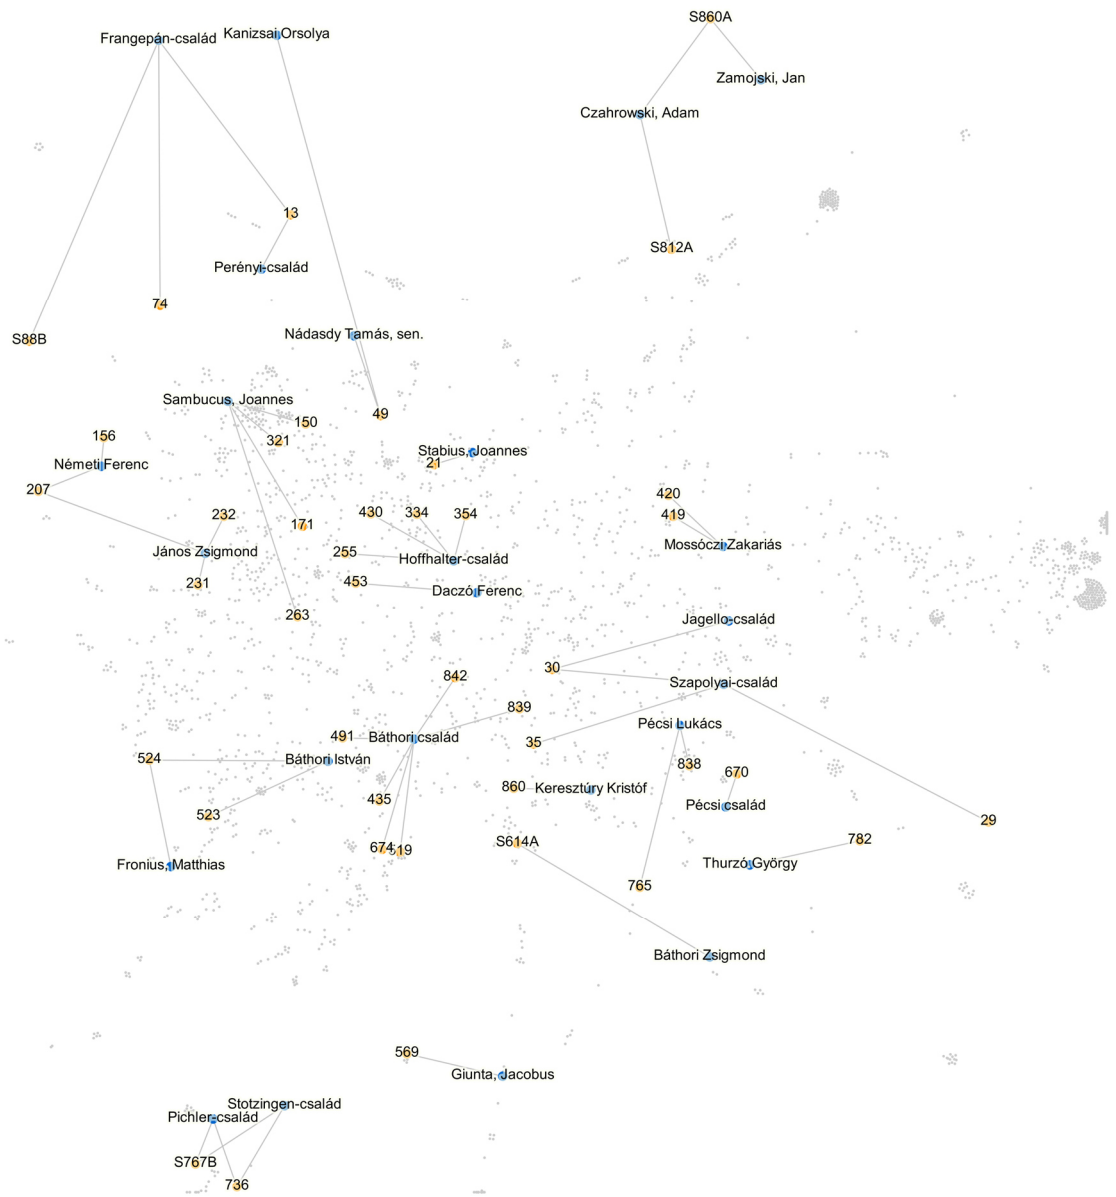 S860A
Kanizsai Orsolya
Frangepán-család
Zamojski, Jan
Czahrowski, Adam
13
S812A
Perényi-család
74
Nádasdy Tamás, sen.
S88B
Sambucus, Joannes
49
150
156
321
Stabius, Joannes
21
Németi Ferenc
207
420
430
334
354
232
419
171
Mossóczi Zakariás
János Zsigmond
255
Hoffhalter-család
231
453
Daczó Ferenc
263
Jagello-család
30
842
Szapolyai-család
839
Pécsi Lukács
491
Báthori család
35
524
Báthori István
838
670
860
Keresztúry Kristóf
435
Pécsi család
523
29
782
S614A
674
519
Fronius, Matthias
Thurzó György
765
Báthori Zsigmond
569
Giunta, Jacobus
Stotzingen-család
Pichler-család
S767B
736